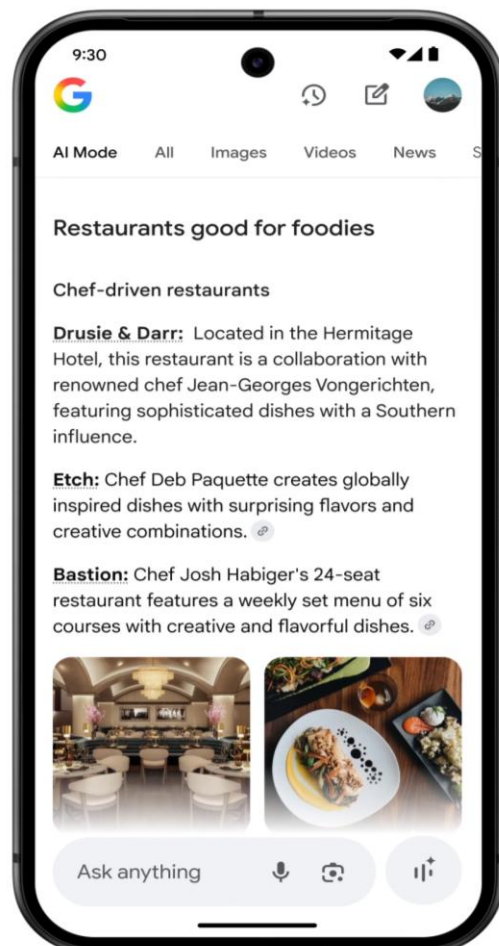 9:30
AI Mode All Images Videos News S
Restaurants good for foodies
Chef-driven restaurants
Drusie & Darr: Located in the Hermitage
Hotel, this restaurant is a collaboration with
renowned chef Jean-Georges Vongerichten,
featuring sophisticated dishes with a Southern
influence.
Etch: Chef Deb Paquette creates globally
inspired dishes with surprising flavors and
creative combinations.
Bastion: Chef Josh Habiger's 24-seat
restaurant features a weekly set menu of six
courses with creative and flavorful dishes.
Ask anything